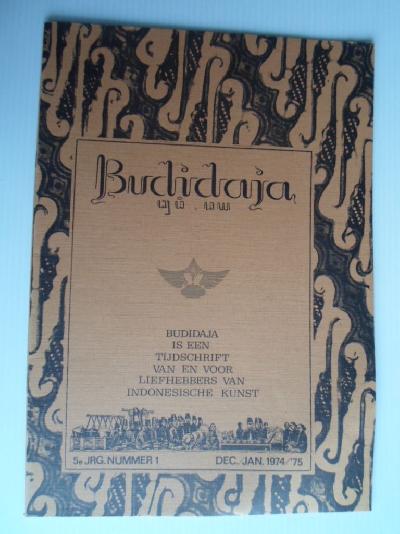 Budidaja
BUDIDAJA
IS EEN
TIJDSCHRIFT
VAN EN VOOR
LIEFHEBBERS VAN
INDONESISCHE KUNST
5e JRG. NUMMER 1 DEC. JAN. 1974/'75